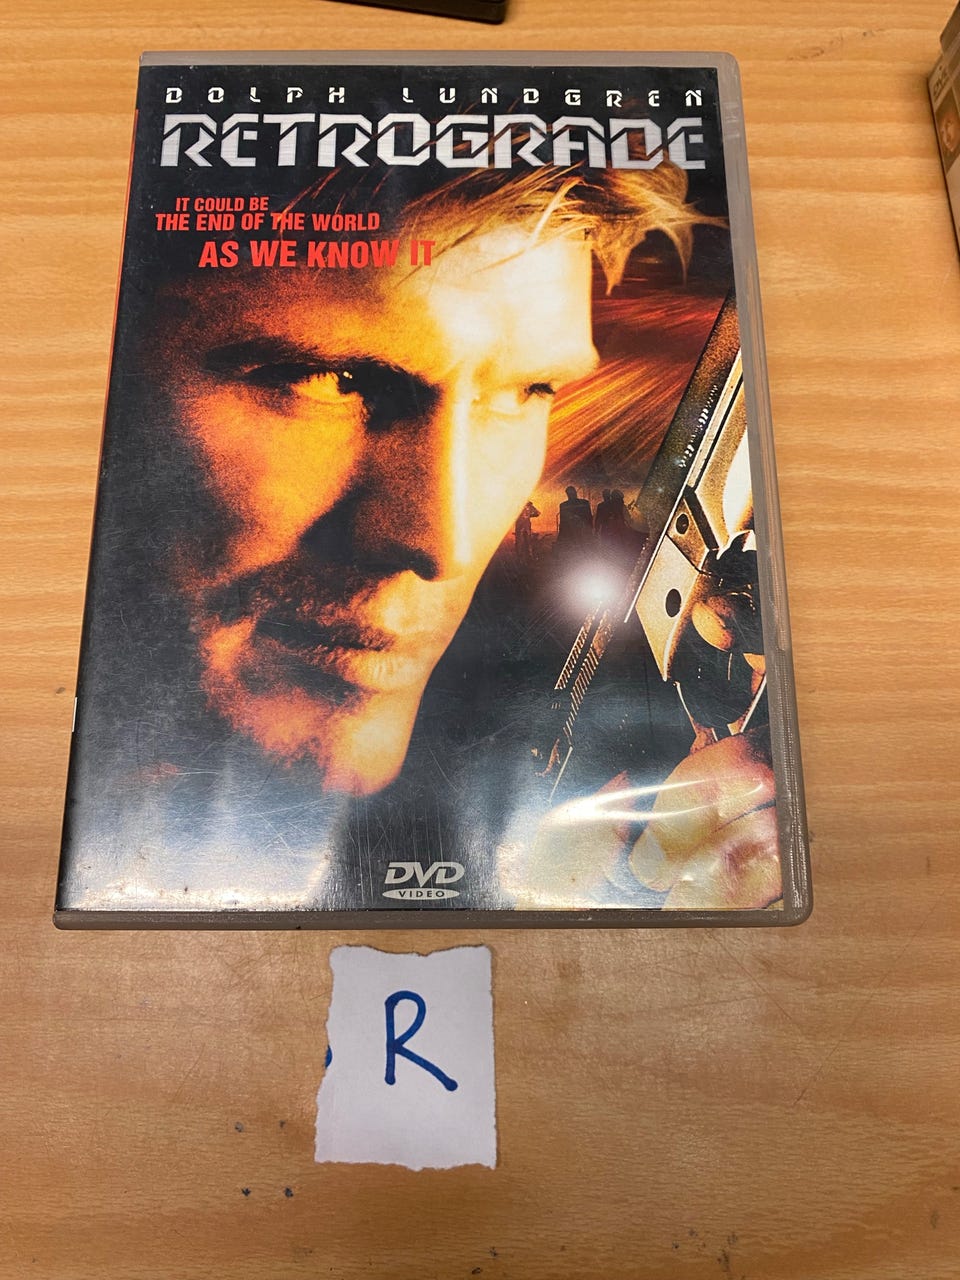 DOLPH LUNDGREN
RETROGRADE
IT COULD BE
THE END OF THE WORLD
AS WE KNOW IT
DVD
VIDEO
R